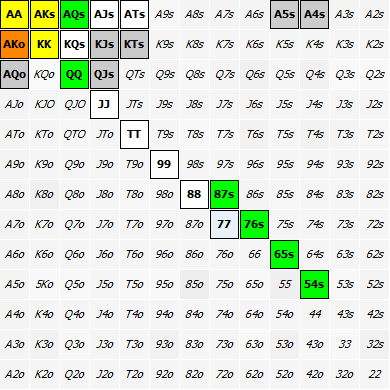 AA AKs AQs AJs ATs A9s A8s A7s A6s A5s A4s A3s A2s
AKo KK KQs KJs KTs K9s K8s K7s K6s K5s K4s K3s K2s
AQo KQo QQ QJs QTs Q9s Q8s Q7s Q6s Q5s Q4s Q3s Q2s
AJo KJO QJO JJ JTs J9s J8s J7s J6s J5s J4s J3s J2s
ATo KTo QTO JTo TT T9s T8s T7s T6s T5s T4s T3s T2s
A9o K9o Q9o J9o T9o 99 98s 97s 96s 95s 94s 93s 92s
A8o K8o Q8o J8o T8o 98o 88 87s 86s 85s 84s 83s 82s
A7o K7o Q7o J7o T7o 97o 87o 77 76s 75s 74s 73s 72s
A6o K6o Q6o J6o T6o 96o 86o 76o 66 65s 64s 63s 62s
A5o 5Ko Q5o J5o T5o 95o 85o 75o 65o 55 54s 53s 52s
A4o K4o Q4o J4o T4o 94o 84o 74o 64o 54o 44 43s 42s
A3o K3o Q3o J3o T3o 93o 83o 73o 63o 53o 43o 33 32s
A2o K2o Q2o J2o T2o 92o 82o 72o 62o 52o 42o 32o 22